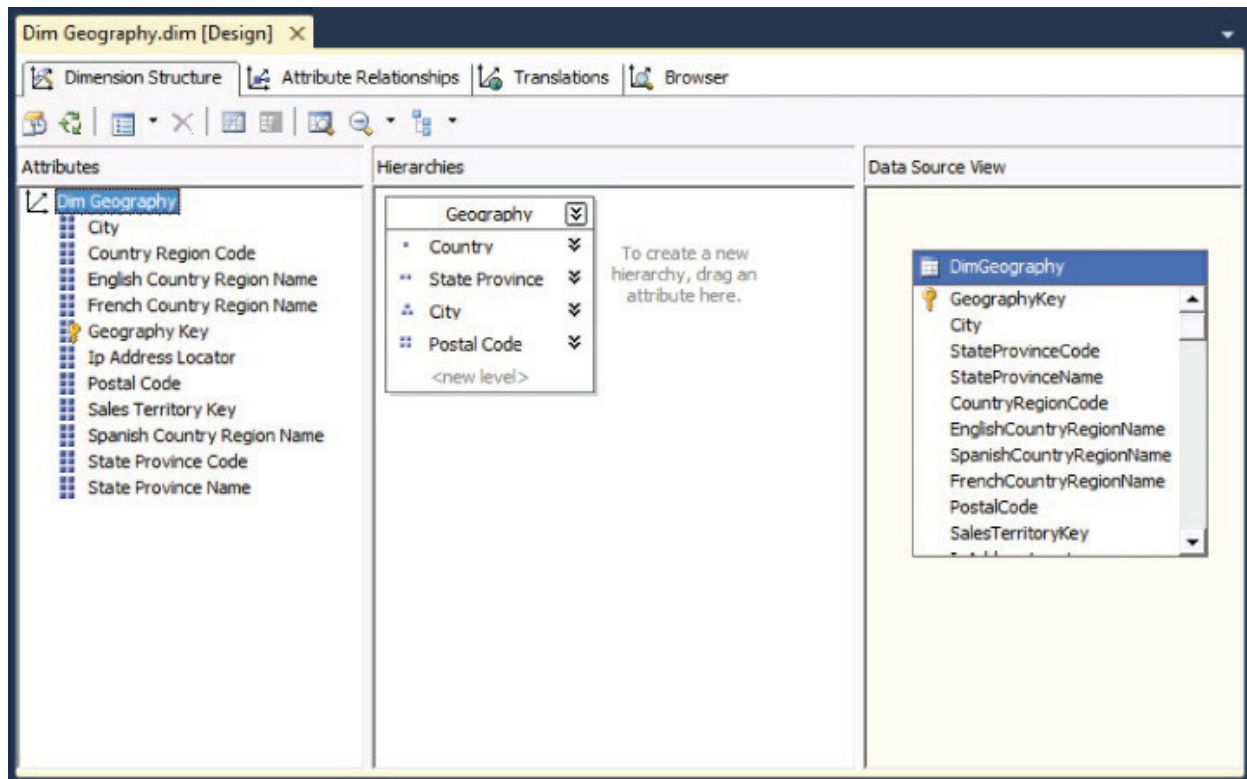 Dim Geography.dim [Design]
Dimension Structure
Attribute Relationships
Translations
Browser
Attributes
Dim Geography
City
Country Region Code
English Country Region Name
French Country Region Name
Geography Key
Ip Address Locator
Postal Code
Sales Territory Key
Spanish Country Region Name
State Province Code
State Province Name
Hierarchies
Geography
Country
State Province
City
Postal Code
<new level>
To create a new
hierarchy, drag an
attribute here.
Data Source View
DimGeography
GeographyKey
City
StateProvinceCode
StateProvinceName
CountryRegionCode
EnglishCountryRegionName
SpanishCountryRegionName
FrenchCountryRegionName
PostalCode
SalesTerritoryKey